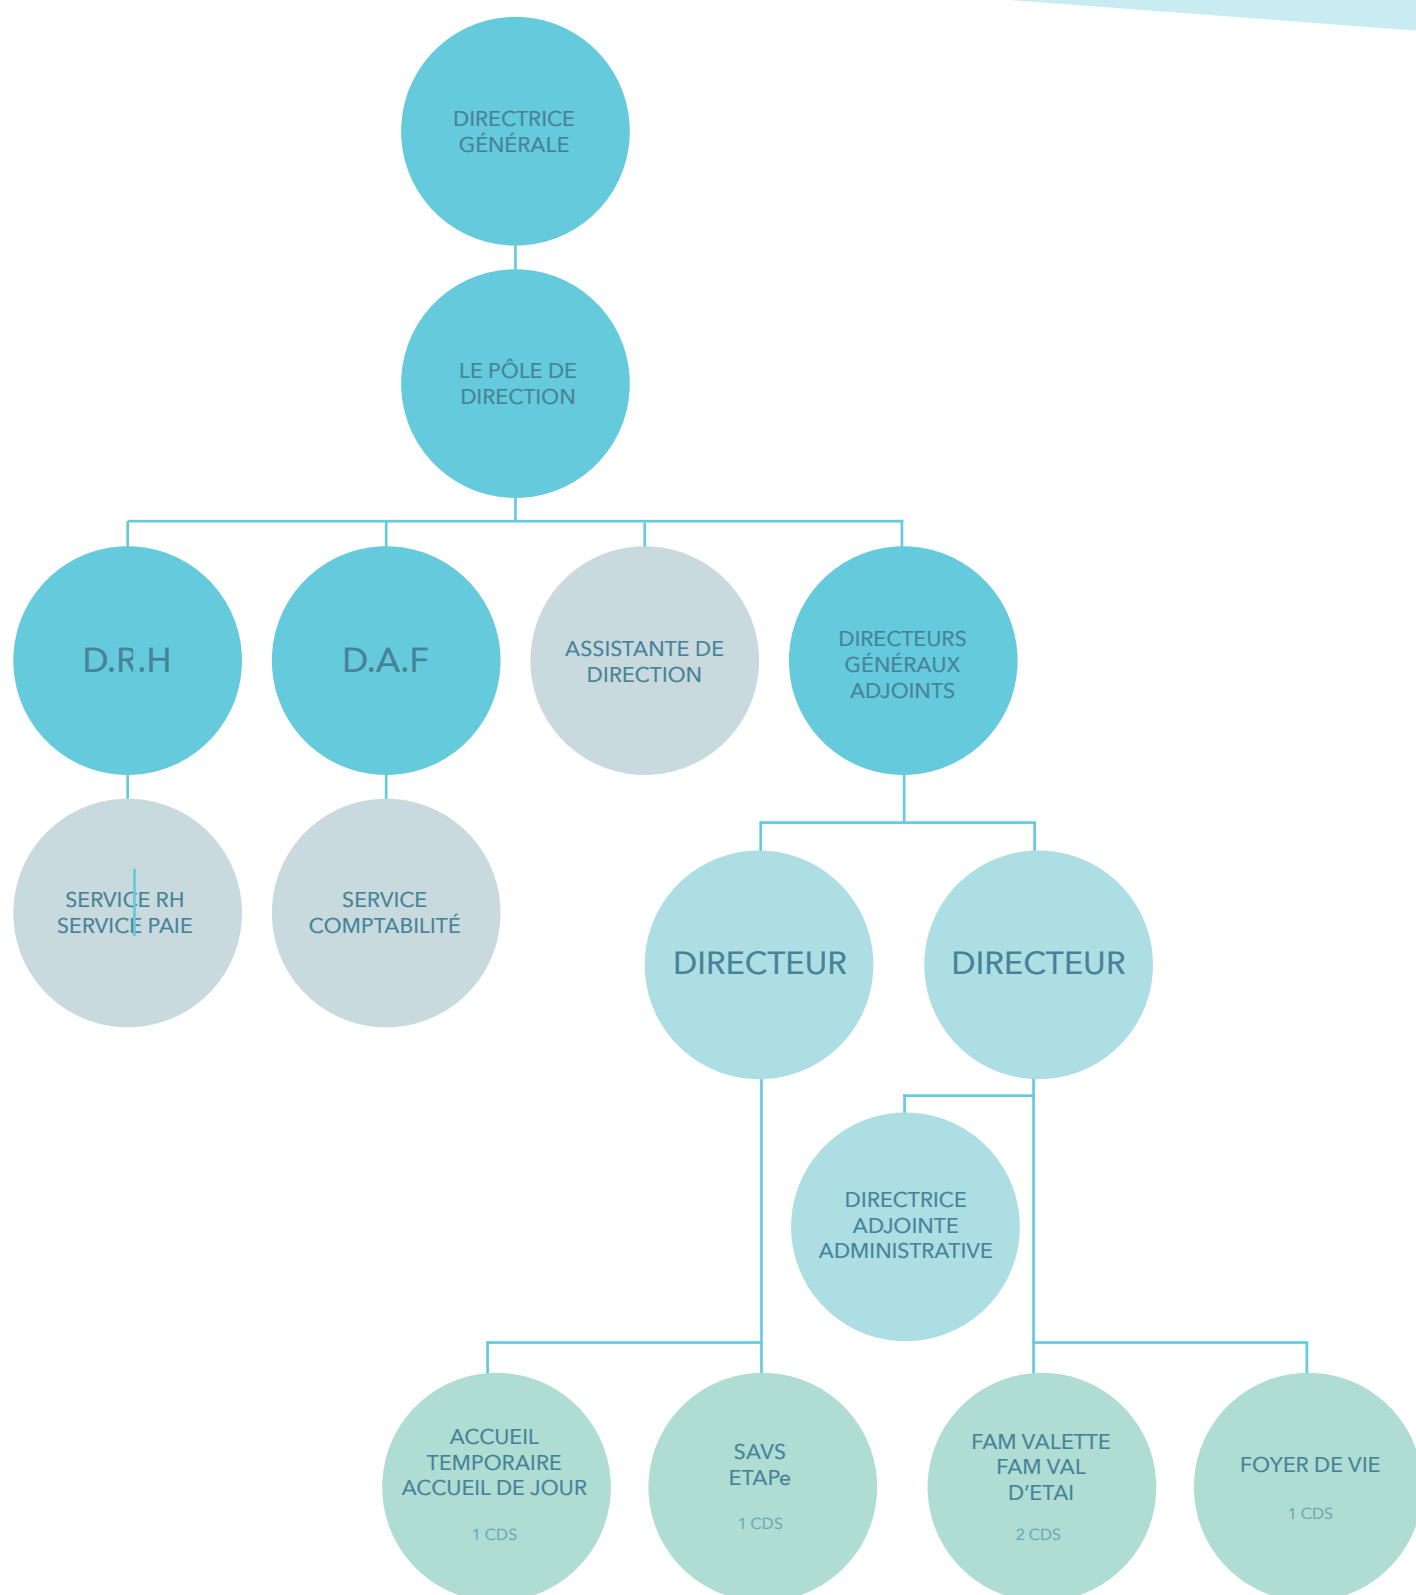 DIRECTRICE
GÉNÉRALE
LE PÔLE DE
DIRECTION
D.R.H
D.A.F
ASSISTANTE DE
DIRECTION
DIRECTEURS
GÉNÉRAUX
ADJOINTS
SERVICE RH
SERVICE PAIE
SERVICE
COMPTABILITÉ
DIRECTEUR
DIRECTEUR
DIRECTRICE
ADJOINTE
ADMINISTRATIVE
ACCUEIL
TEMPORAIRE
ACCUEIL DE JOUR
1 CDS
SAVS
ETAPe
1 CDS
FAM VALETTE
FAM VAL
D'ETAI
2 CDS
FOYER DE VIE
1 CDS